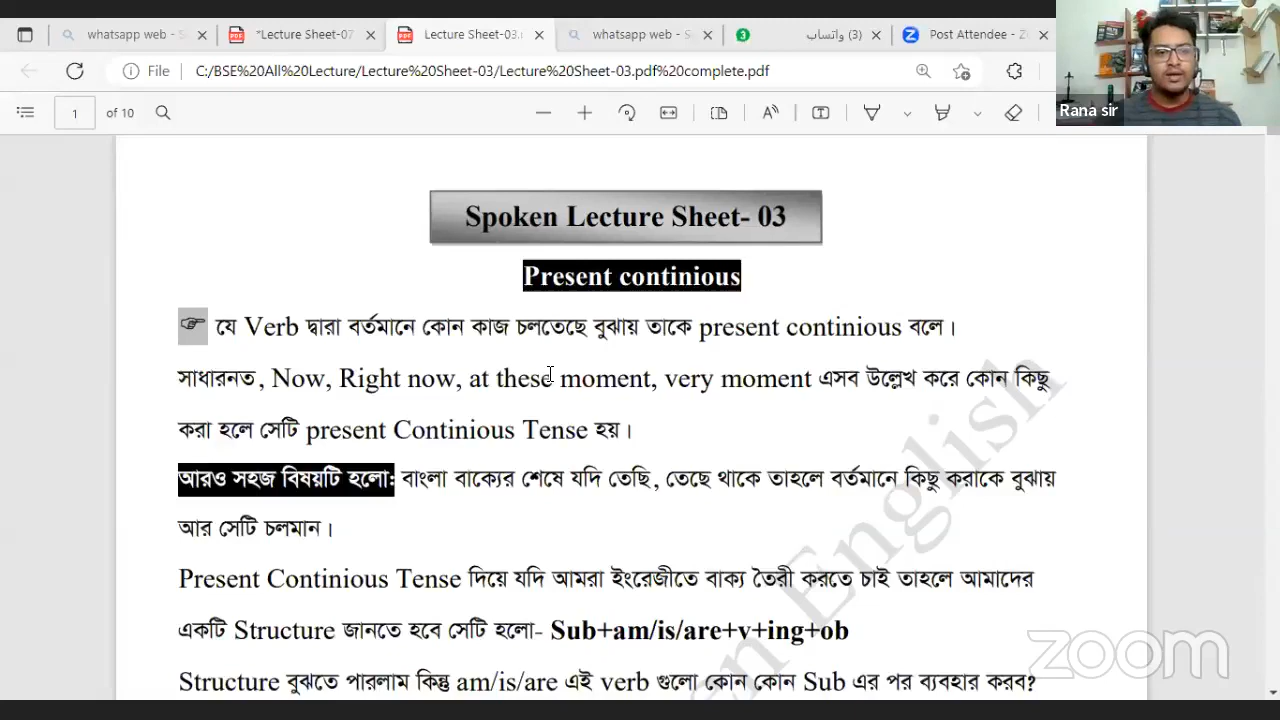 whatsapp web - S
*Lecture Sheet-07
Lecture Sheet-03.
whatsapp web - S
3
(3) واتساب
Z
Post Attendee - Z
File
C:/BSE%20All%20Lecture/Lecture%20Sheet-03/Lecture%20Sheet-03.pdf%20complete.pdf
1 of 10
Rana sir
Spoken Lecture Sheet- 03
Present continious
যে Verb দ্বারা বর্তমানে কোন কাজ চলতেছে বুঝায় তাকে present continious বলে।
সাধারনত, Now, Right now, at these moment, very moment এসব উল্লেখ করে কোন কিছু
করা হলে সেটি present Continious Tense হয়।
আরও সহজ বিষয়টি হলো: বাংলা বাক্যের শেষে যদি তেছি, তেছে থাকে তাহলে বর্তমানে কিছু করাকে বুঝায়
আর সেটি চলমান।
Present Continious Tense দিয়ে যদি আমরা ইংরেজীতে বাক্য তৈরী করতে চাই তাহলে আমাদের
একটি Structure জানতে হবে সেটি হলো- Sub+am/is/are+v+ing+ob
Structure বুঝতে পারলাম কিন্তু am/is/are এই verb গুলো কোন কোন Sub এর পর ব্যবহার করব?
English
zoom